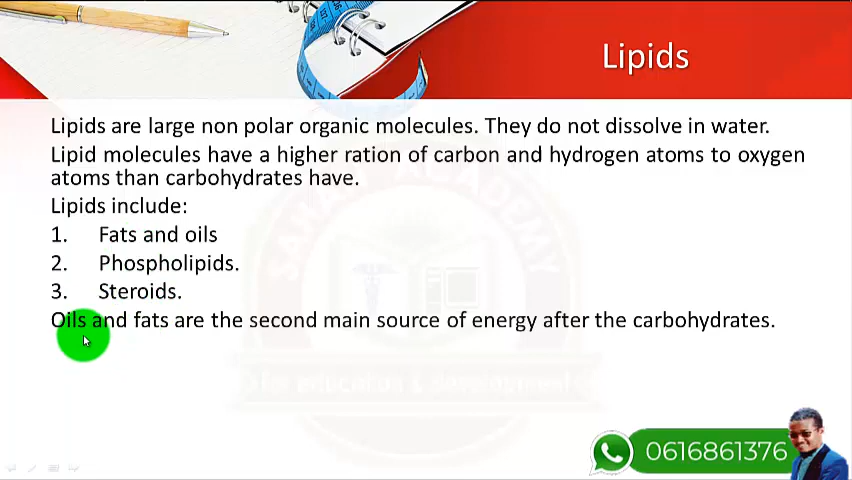 Lipids
Lipids are large non polar organic molecules. They do not dissolve in water.
Lipid molecules have a higher ration of carbon and hydrogen atoms to oxygen
atoms than carbohydrates have.
Lipids include:
1. Fats and oils
2. Phospholipids.
3. Steroids.
Oils and fats are the second main source of energy after the carbohydrates.
0616861376